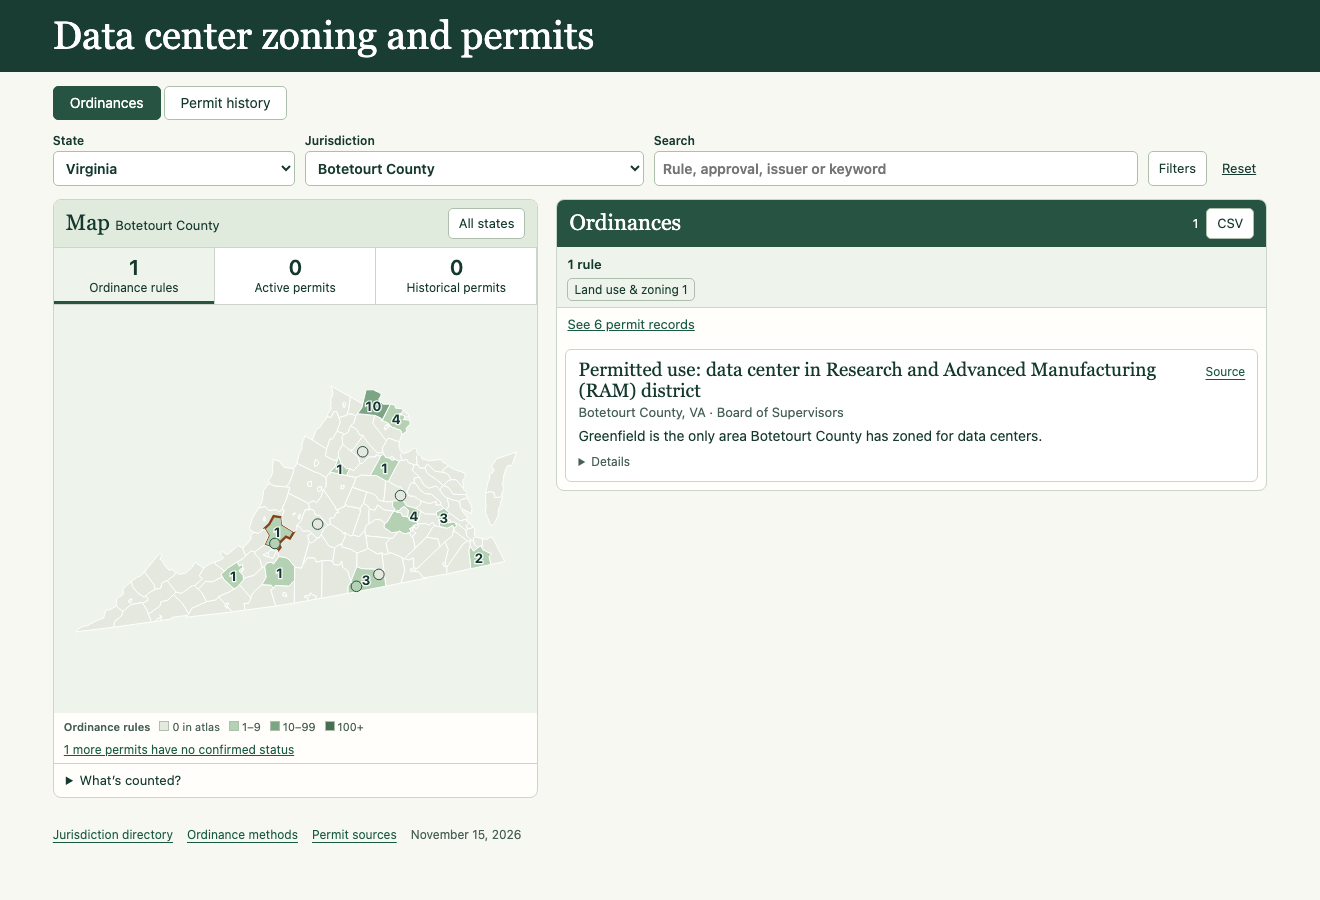 Data center zoning and permits
Ordinances
Permit history
State
Jurisdiction
Search
Virginia
Botetourt County
Rule, approval, issuer or keyword
Filters
Reset
Map Botetourt County
All states
1
Ordinance rules
0
Active permits
0
Historical permits
10
4
1
1
4
3
1
2
1
1
3
Ordinance rules 0 in atlas 1–9 10–99 100+
1 more permits have no confirmed status
What's counted?
Ordinances
1
CSV
1 rule
Land use & zoning 1
See 6 permit records
Permitted use: data center in Research and Advanced Manufacturing
(RAM) district
Source
Botetourt County, VA · Board of Supervisors
Greenfield is the only area Botetourt County has zoned for data centers.
Details
Jurisdiction directory Ordinance methods Permit sources November 15, 2026